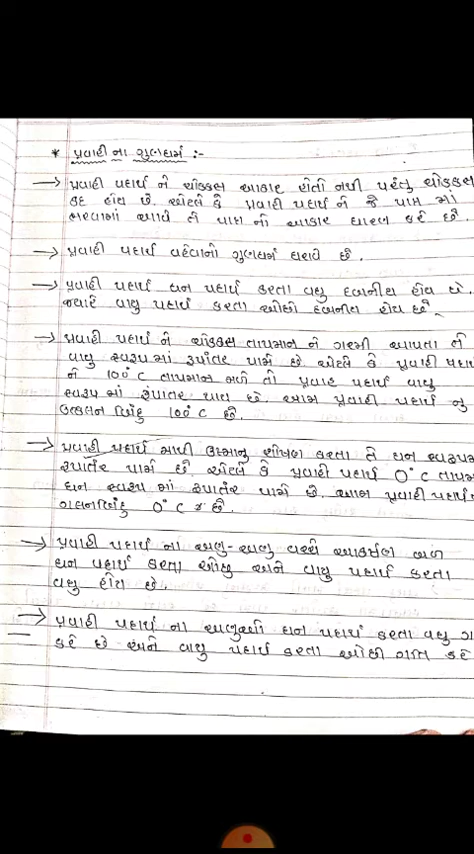 * પ્રવાહી ના ગુણધર્મ :-
→ પ્રવાહી પદાર્થ ને ચોક્કસ આકાર હોતો નથી પરંતુ ચોક્કસ
કદ હોય છે. એટલે કે પ્રવાહી પદાર્થ ને જે પાત્ર માં
ભરવામાં આવે તે પાત્ર નો આકાર ધારણ કરે છે.
→ પ્રવાહી પદાર્થ વહેવાનો ગુણધર્મ ધરાવે છે.
→ પ્રવાહી પદાર્થ ઘન પદાર્થ કરતા વધુ દબનીય હોય છે.
જ્યારે વાયુ પદાર્થ કરતા ઓછી દબનીય હોય છે.
→ પ્રવાહી પદાર્થ ને ચોક્કસ તાપમાન ને ગરમી આપતા તે
વાયુ સ્વરૂપ માં રૂપાંતર પામે છે. એટલે કે પ્રવાહી પદાર્થ
ને 100°C તાપમાન મળે તો પ્રવાહ પદાર્થ વાયુ
સ્વરૂપ માં રૂપાંતર થાય છે. આમ પ્રવાહી પદાર્થ નુ
ઉત્કલન બિંદુ 100°C છે.
→ પ્રવાહી પદાર્થ માથી ઉષ્માનુ શોષણ કરતા તે ઘન સ્વરૂપમ
રૂપાંતર પામે છે. એટલે કે પ્રવાહી પદાર્થ 0°C તાપમ
ઘન સ્વરૂપ માં રૂપાંતર પામે છે. આમ પ્રવાહી પદાર્થન
ગલનબિંદુ 0°C છે.
→ પ્રવાહી પદાર્થ ના અણુ-અણુ વચ્ચે આકર્ષણ બળ
ઘન પદાર્થ કરતા ઓછુ અને વાયુ પદાર્થ કરતા
વધુ હોય છે.
→ પ્રવાહી પદાર્થ ના અણુઓ ઘન પદાર્થ કરતા વધુ ગ
કરે છે અને વાયુ પદાર્થ કરતા ઓછી ગતિ કરે